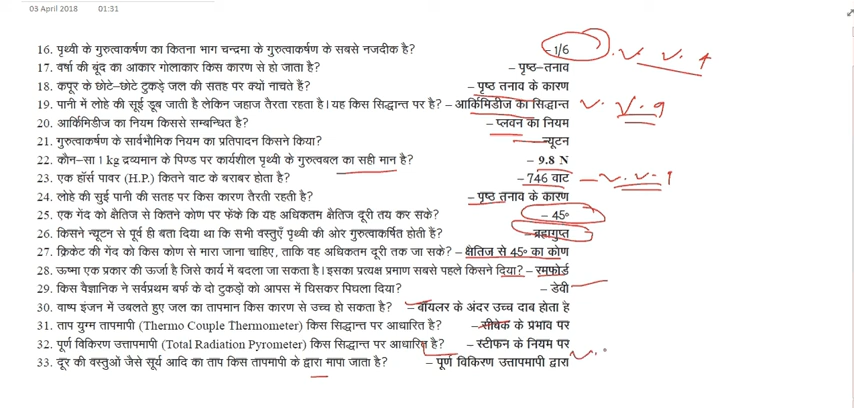 03 April 2018 01:31
16. पृथ्वी के गुरुत्वाकर्षण का कितना भाग चन्द्रमा के गुरुत्वाकर्षण के सबसे नजदीक है? – 1/6
17. वर्षा की बूंद का आकार गोलाकार किस कारण से हो जाता है? – पृष्ठ-तनाव
18. कपूर के छोटे-छोटे टुकड़े जल की सतह पर क्यों नाचते हैं? – पृष्ठ तनाव के कारण
19. पानी में लोहे की सूई डूब जाती है लेकिन जहाज तैरता रहता है। यह किस सिद्धान्त पर है? – आर्किमिडीज का सिद्धान्त
20. आर्किमिडीज का नियम किससे सम्बन्धित है? – प्लवन का नियम
21. गुरुत्वाकर्षण के सार्वभौमिक नियम का प्रतिपादन किसने किया? – न्यूटन
22. कौन-सा 1 kg द्रव्यमान के पिण्ड पर कार्यशील पृथ्वी के गुरुत्वबल का सही मान है? – 9.8 N
23. एक हॉर्स पावर (H.P.) कितने वाट के बराबर होता है? – 746 वाट
24. लोहे की सुई पानी की सतह पर किस कारण तैरती रहती है? – पृष्ठ तनाव के कारण
25. एक गेंद को क्षैतिज से कितने कोण पर फेंके कि यह अधिकतम क्षैतिज दूरी तय कर सके? – 45°
26. किसने न्यूटन से पूर्व ही बता दिया था कि सभी वस्तुएँ पृथ्वी की ओर गुरुत्वाकर्षित होती हैं? – ब्रहागुप्त
27. क्रिकेट की गेंद को किस कोण से मारा जाना चाहिए, ताकि वह अधिकतम दूरी तक जा सके? – क्षैतिज से 45° का कोण
28. ऊष्मा एक प्रकार की ऊर्जा है जिसे कार्य में बदला जा सकता है। इसका प्रत्यक्ष प्रमाण सबसे पहले किसने दिया? – रमफोर्ड
29. किस वैज्ञानिक ने सर्वप्रथम बर्फ के दो टुकड़ों को आपस में घिसकर पिघला दिया? – डेवी
30. वाष्प इंजन में उबलते हुए जल का तापमान किस कारण से उच्च हो सकता है? – बॉयलर के अंदर उच्च दाब होता है
31. ताप युग्म तापमापी (Thermo Couple Thermometer) किस सिद्धान्त पर आधारित है? – सीबेक के प्रभाव पर
32. पूर्ण विकिरण उत्तापमापी (Total Radiation Pyrometer) किस सिद्धान्त पर आधारित है? – स्टीफन के नियम पर
33. दूर की वस्तुओं जैसे सूर्य आदि का ताप किस तापमापी के द्वारा मापा जाता है? – पूर्ण विकिरण उत्तापमापी द्वारा